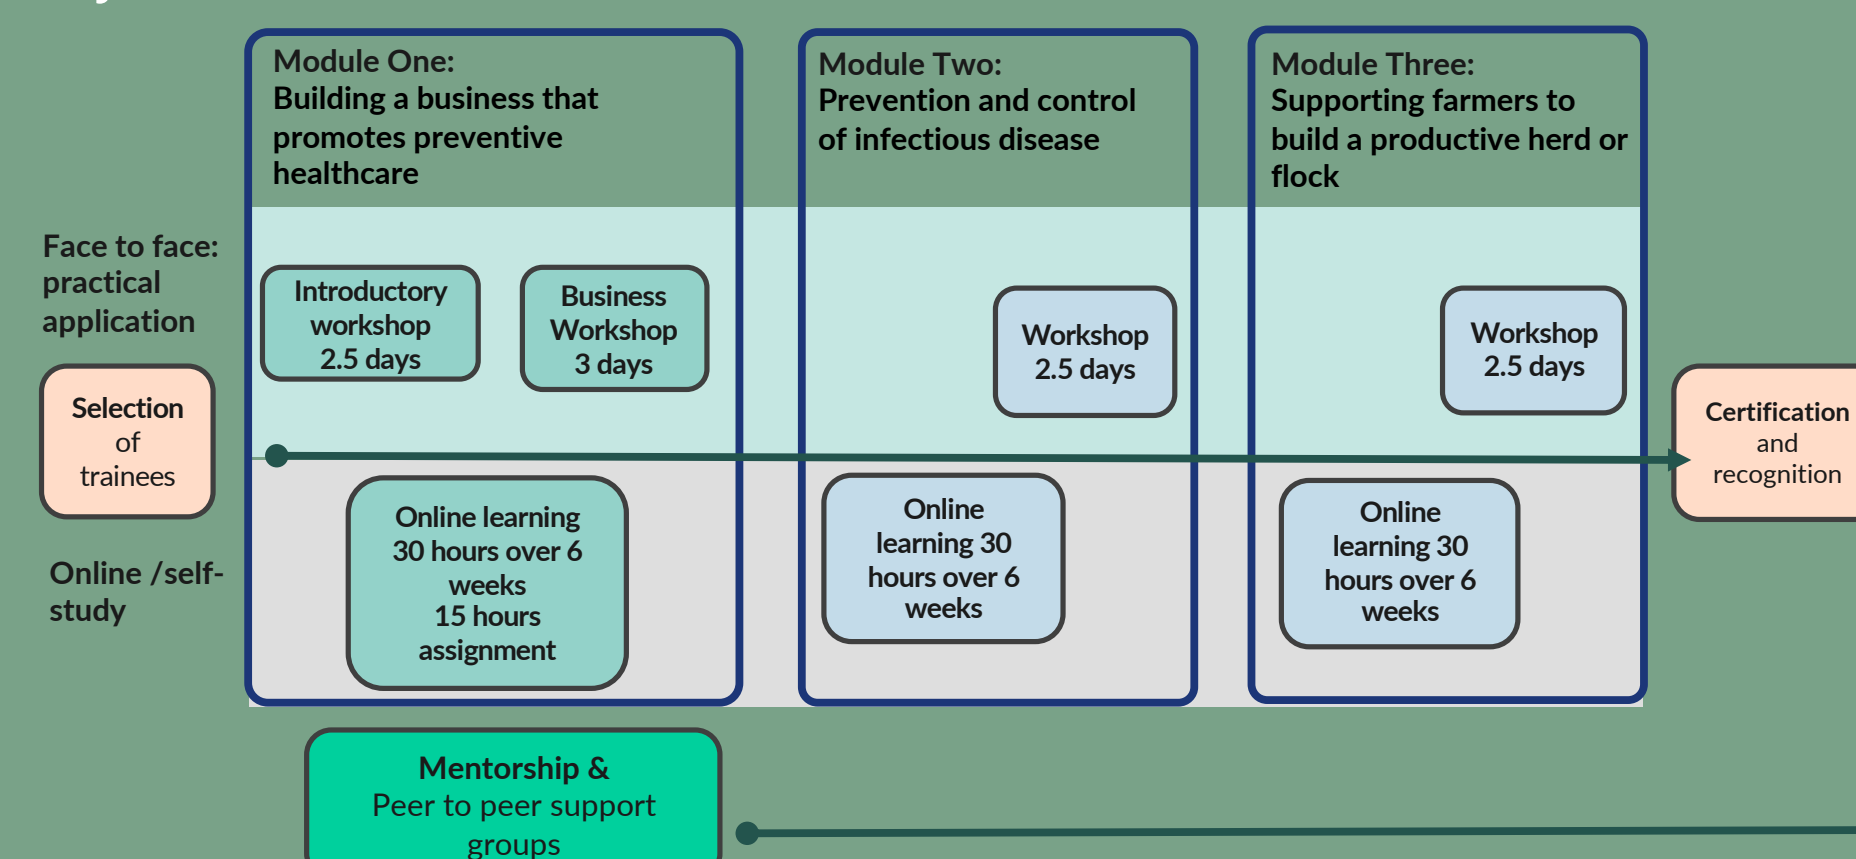 Module One:
Building a business that
promotes preventive
healthcare
Module Two:
Prevention and control
of infectious disease
Module Three:
Supporting farmers to
build a productive herd or
flock
Face to face:
practical
application
Introductory
workshop
2.5 days
Business
Workshop
3 days
Workshop
2.5 days
Workshop
2.5 days
Selection
of
trainees
Certification
and
recognition
Online /self-
study
Online learning
30 hours over 6
weeks
15 hours
assignment
Online
learning 30
hours over 6
weeks
Online
learning 30
hours over 6
weeks
Mentorship &
Peer to peer support
groups